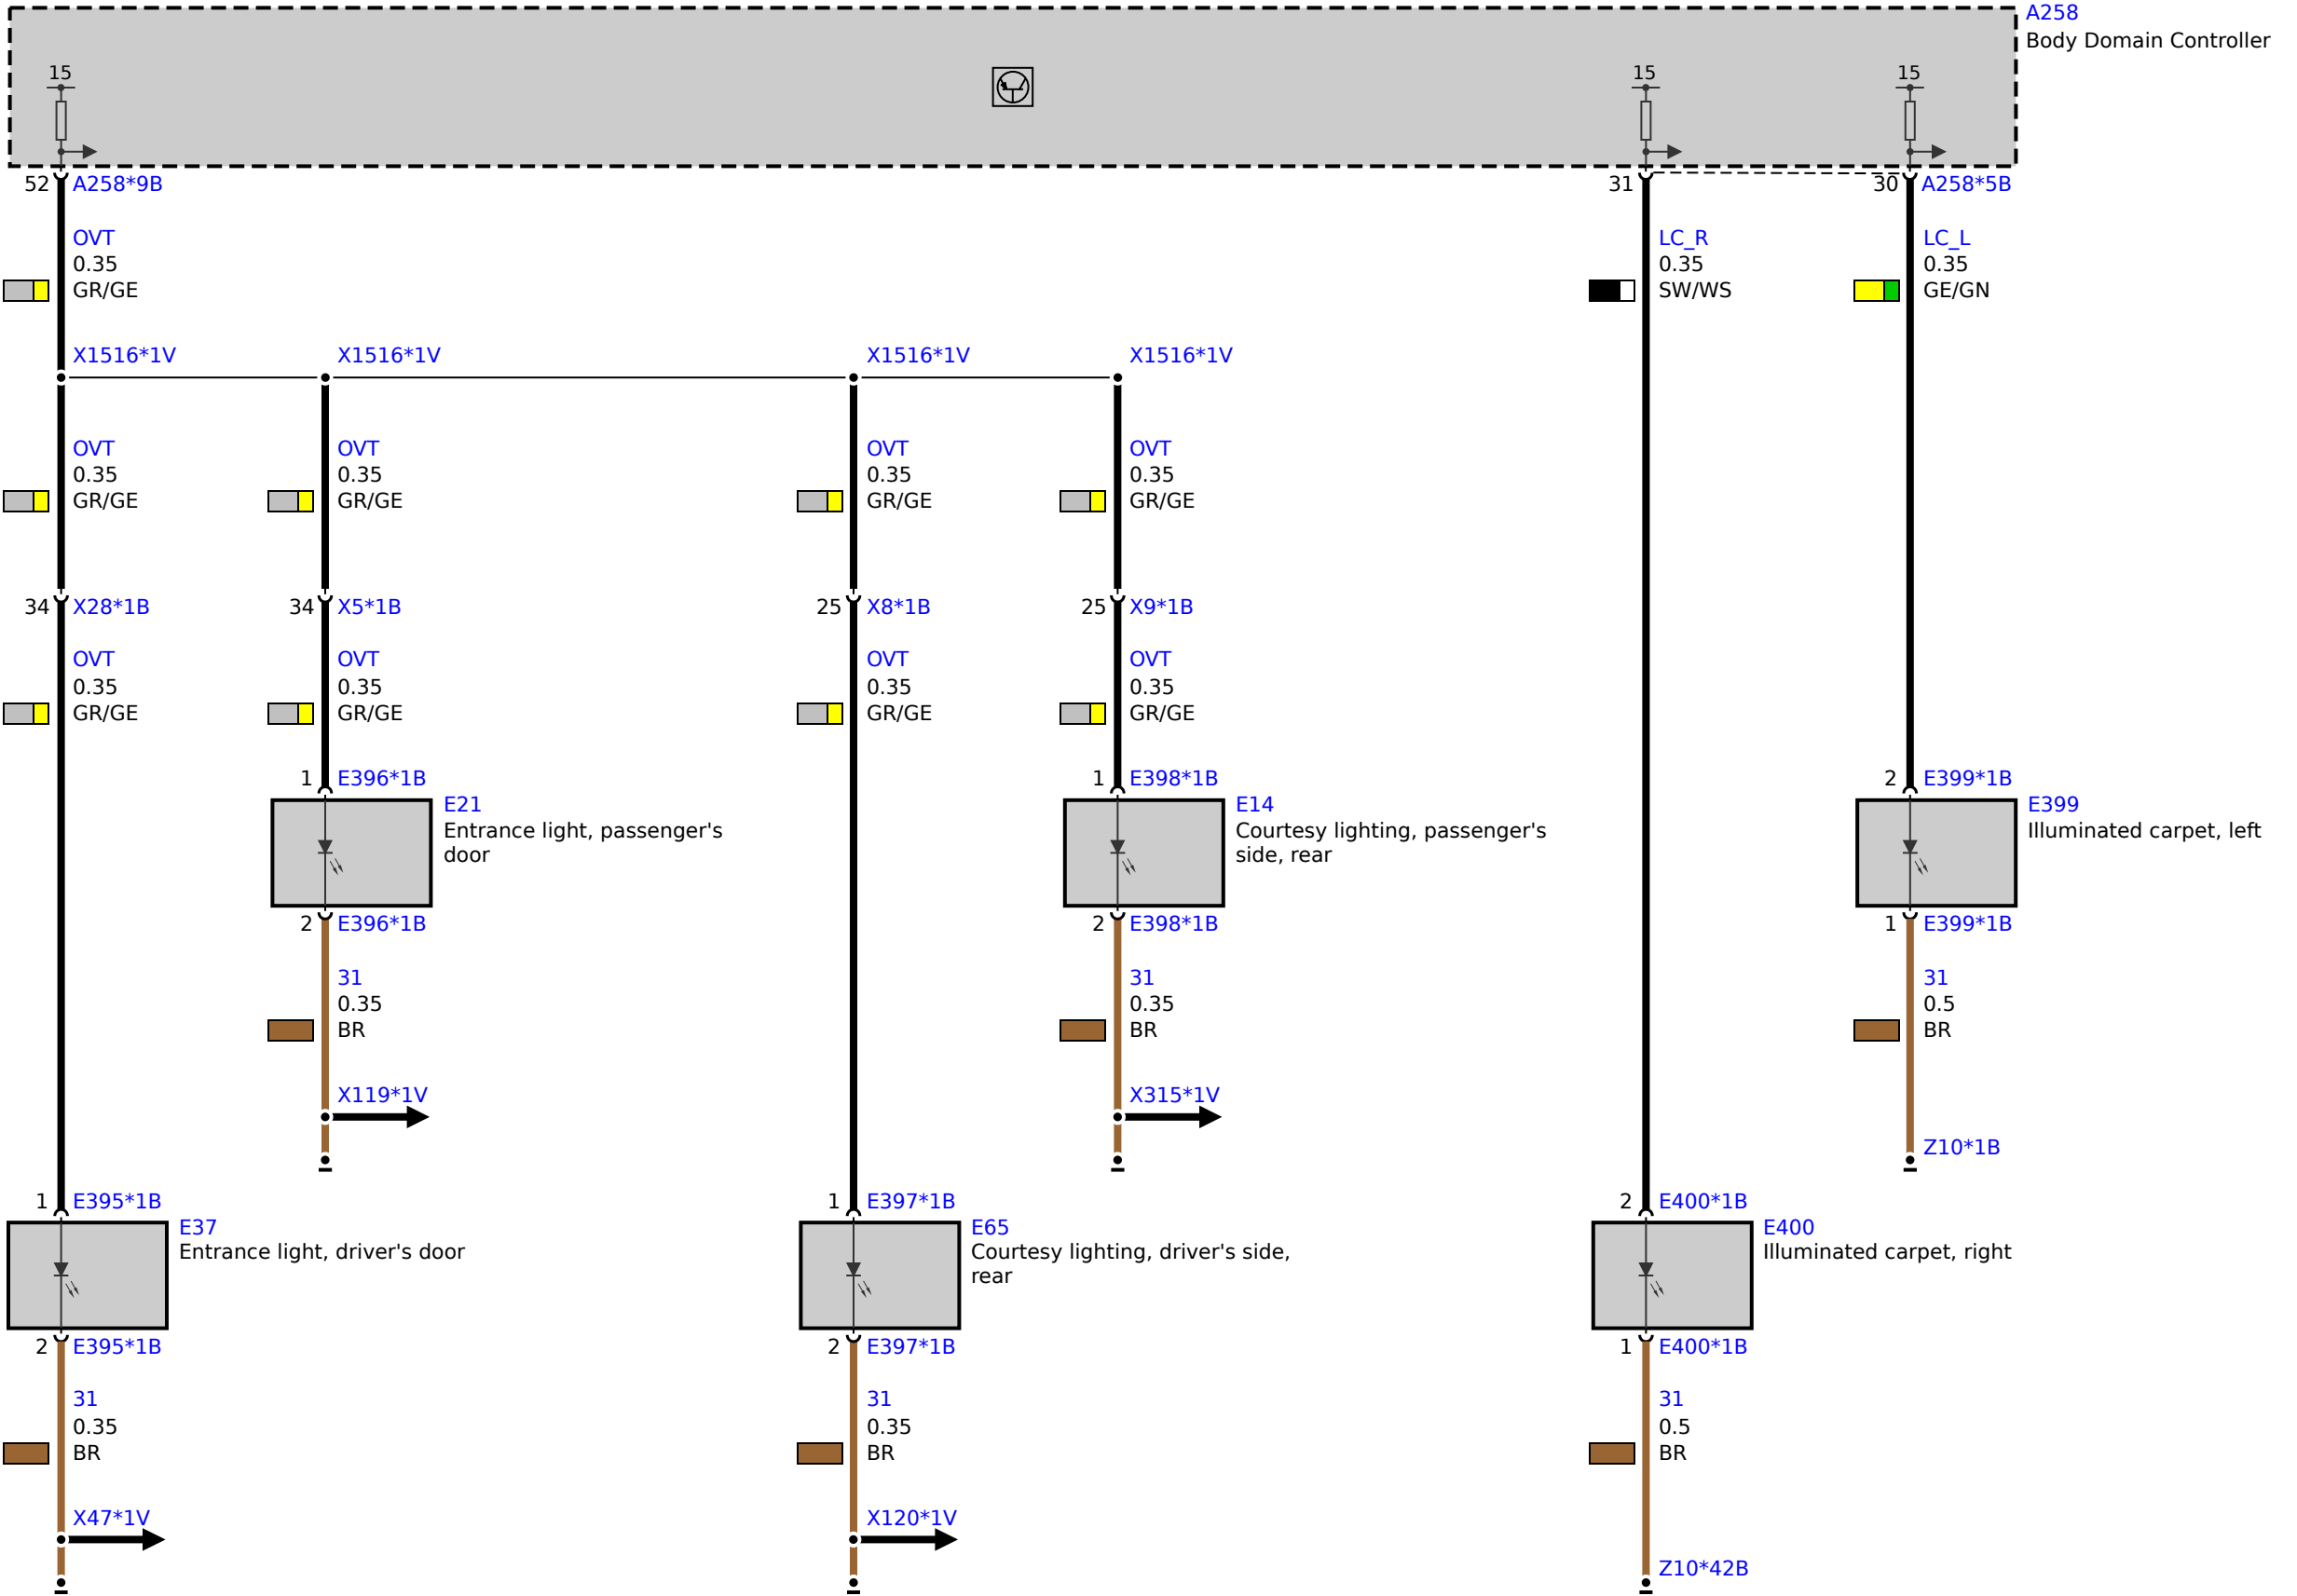 A258
Body Domain Controller
15
15
15
52
A258*9B
31
30
A258*5B
OVT
0.35
GR/GE
LC_R
0.35
SW/WS
LC_L
0.35
GE/GN
X1516*1V
X1516*1V
X1516*1V
X1516*1V
OVT
0.35
GR/GE
OVT
0.35
GR/GE
OVT
0.35
GR/GE
OVT
0.35
GR/GE
34
X28*1B
34
X5*1B
25
X8*1B
25
X9*1B
OVT
0.35
GR/GE
OVT
0.35
GR/GE
OVT
0.35
GR/GE
OVT
0.35
GR/GE
1
E396*1B
1
E398*1B
2
E399*1B
E21
Entrance light, passenger's
door
E14
Courtesy lighting, passenger's
side, rear
E399
Illuminated carpet, left
2
E396*1B
2
E398*1B
1
E399*1B
31
0.35
BR
31
0.35
BR
31
0.5
BR
X119*1V
X315*1V
Z10*1B
1
E395*1B
1
E397*1B
2
E400*1B
E37
Entrance light, driver's door
E65
Courtesy lighting, driver's side,
rear
E400
Illuminated carpet, right
2
E395*1B
2
E397*1B
1
E400*1B
31
0.35
BR
31
0.35
BR
31
0.5
BR
X47*1V
X120*1V
Z10*42B